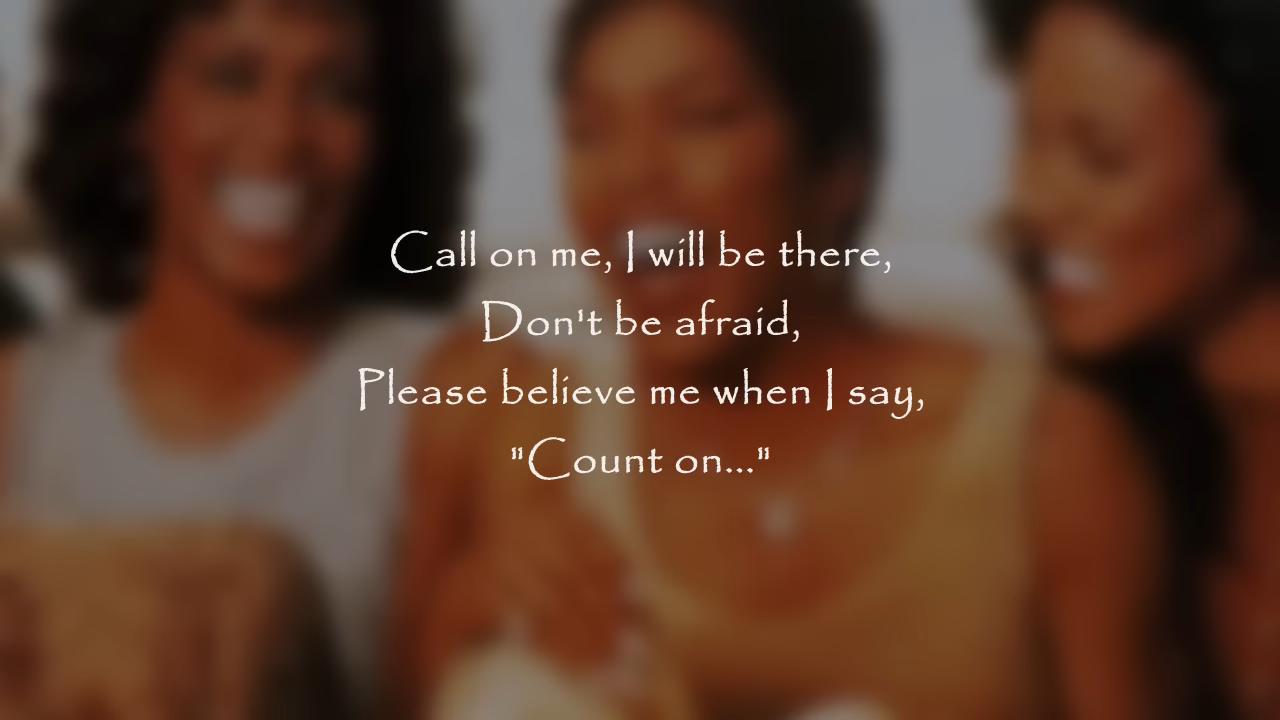 Call on me, I will be there,
Don't be afraid,
Please believe me when I say,
"Count on..."